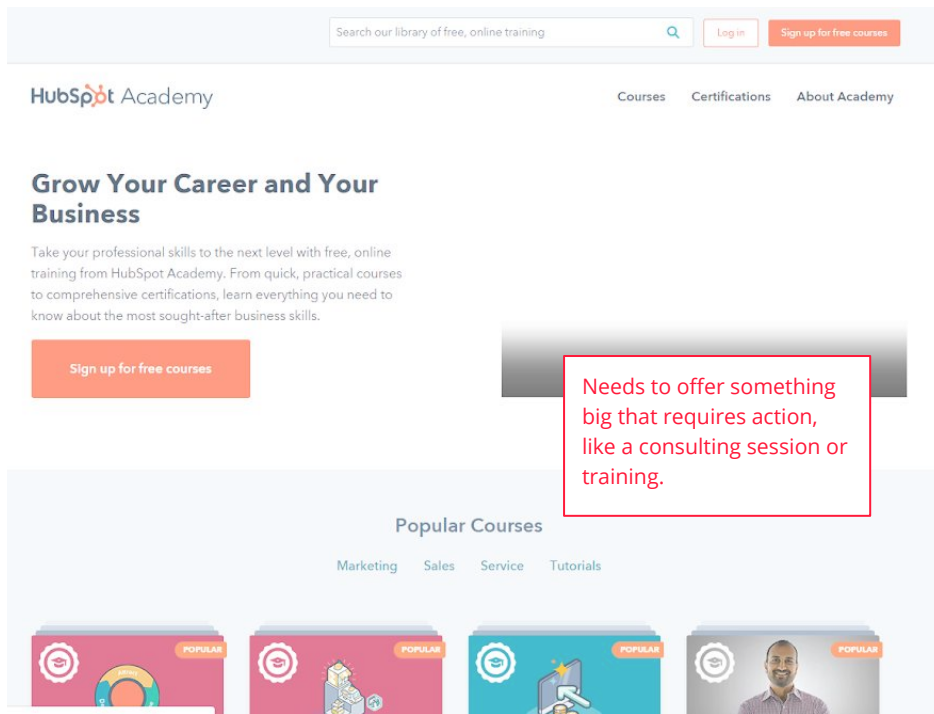 Search our library of free, online training
Log in
Sign up for free courses
HubSpot Academy
Courses Certifications About Academy
Grow Your Career and Your
Business
Take your professional skills to the next level with free, online
training from HubSpot Academy. From quick, practical courses
to comprehensive certifications, learn everything you need to
know about the most sought-after business skills.
Sign up for free courses
Needs to offer something
big that requires action,
like a consulting session or
training.
Popular Courses
Marketing Sales Service Tutorials
POPULAR
POPULAR
POPULAR
POPULAR